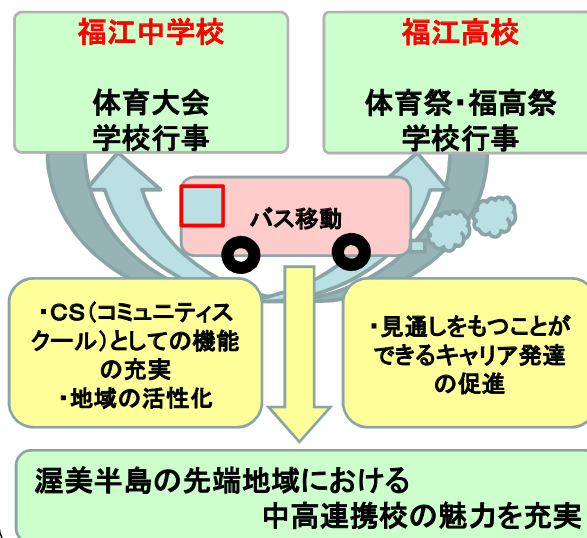 福江中学校
体育大会
学校行事
福江高校
体育祭・福高祭
学校行事
バス移動
・CS(コミュニティス
クール)としての機能
の充実
・地域の活性化
・見通しをもつことが
できるキャリア発達
の促進
渥美半島の先端地域における
中高連携校の魅力を充実